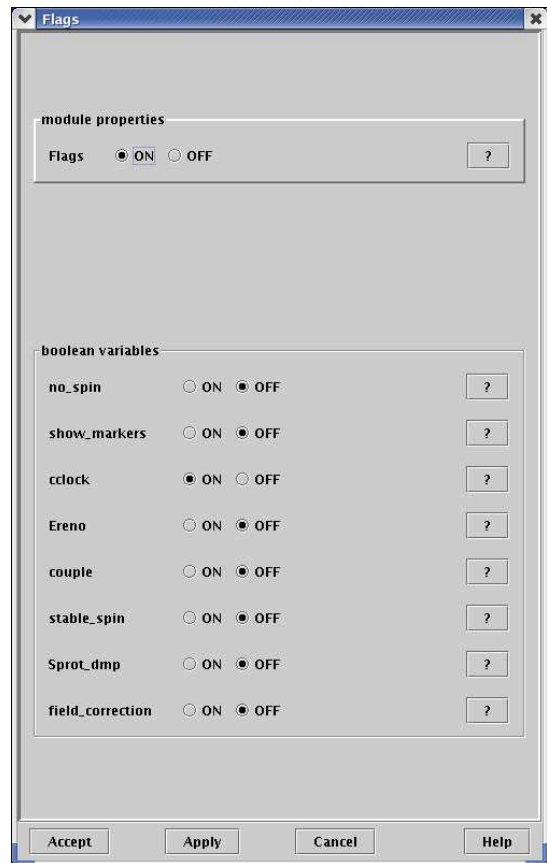 Flags
module properties
Flags ON OFF ?
boolean variables
no_spin ON OFF ?
show_markers ON OFF ?
cclock ON OFF ?
Ereno ON OFF ?
couple ON OFF ?
stable_spin ON OFF ?
Sprot_dmp ON OFF ?
field_correction ON OFF ?
Accept Apply Cancel Help